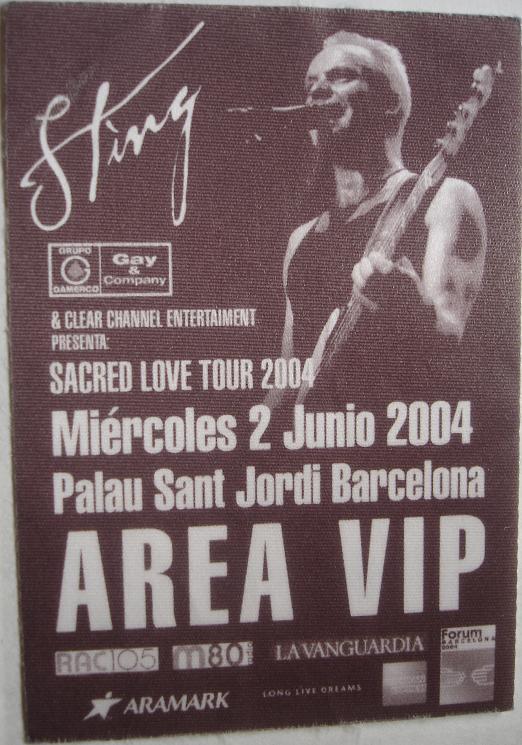 Sting
GRUPO
GAMERCO
Gay
&
Company
& CLEAR CHANNEL ENTERTAIMENT
PRESENTA:
SACRED LOVE TOUR 2004
Miércoles 2 Junio 2004
Palau Sant Jordi Barcelona
AREA VIP
RAC105
m80 radio
LA VANGUARDIA
Forum
BARCELONA
2004
ARAMARK
LONG LIVE DREAMS